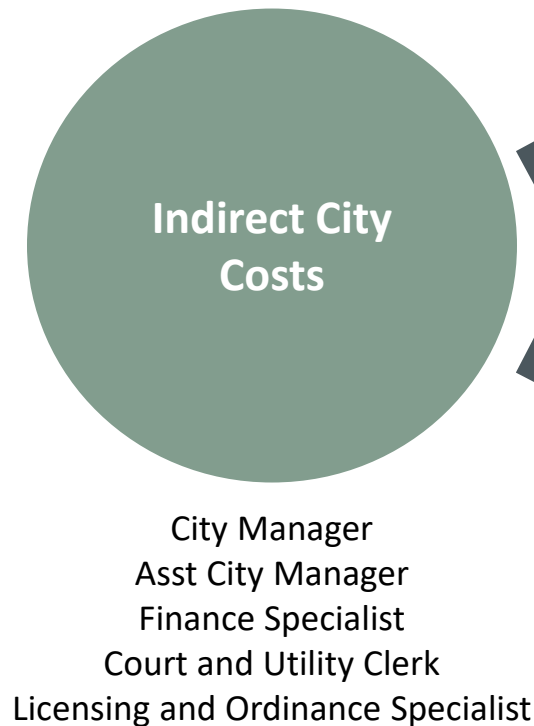 Indirect City
Costs
City Manager
Asst City Manager
Finance Specialist
Court and Utility Clerk
Licensing and Ordinance Specialist